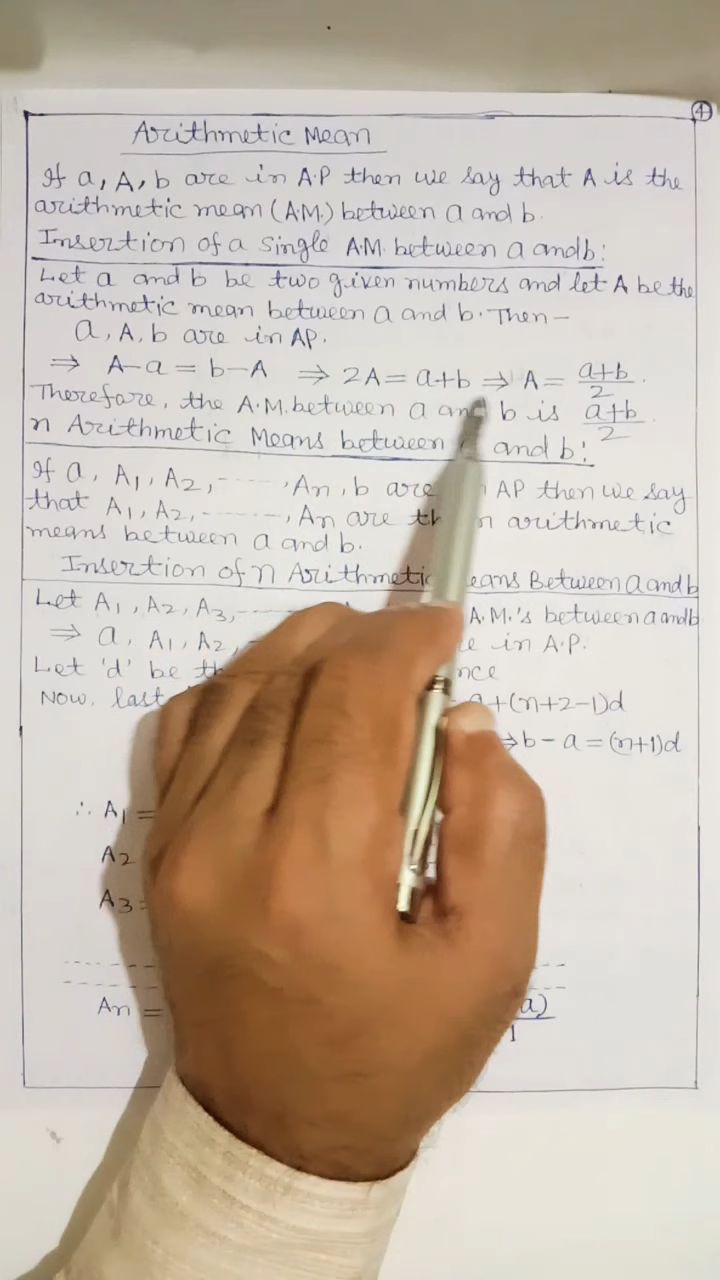 4
Arithmetic Mean
If a, A, b are in A.P then we say that A is the
arithmetic mean (A.M.) between a and b.
Insertion of a single A.M. between a and b:
Let a and b be two given numbers and let A be the
arithmetic mean between a and b. Then -
a, A, b are in AP.
⇒ A-a = b-A ⇒ 2A = a+b ⇒ A = a+b/2.
Therefore, the A.M. between a and b is a+b/2.
n Arithmetic Means between and b:
If a, A1, A2, ------, An, b are AP then we say
that A1, A2, ------, An are the n arithmetic
means between a and b.
Insertion of n Arithmetic Means Between a and b
Let A1, A2, A3, ---- A.M.'s between a and b
⇒ a, A1, A2, in A.P.
Let 'd' be
Now, last a+(n+2-1)d
⇒ b-a = (n+1)d
∴ A1 =
A2
A3 =
An = a)